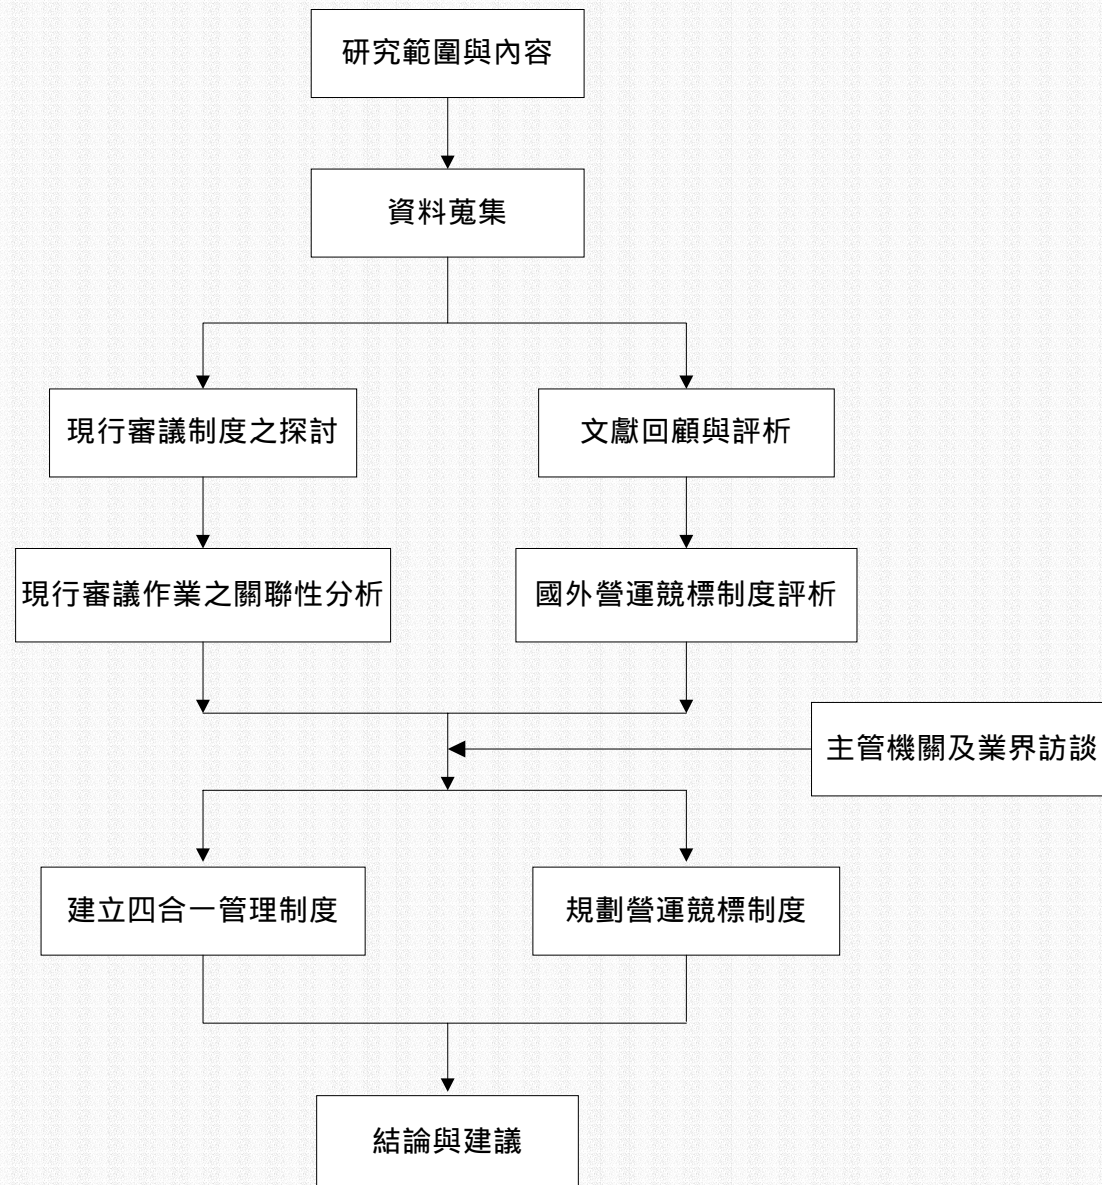 研究範圍與內容
資料蒐集
現行審議制度之探討
文獻回顧與評析
現行審議作業之關聯性分析
國外營運競標制度評析
主管機關及業界訪談
建立四合一管理制度
規劃營運競標制度
結論與建議